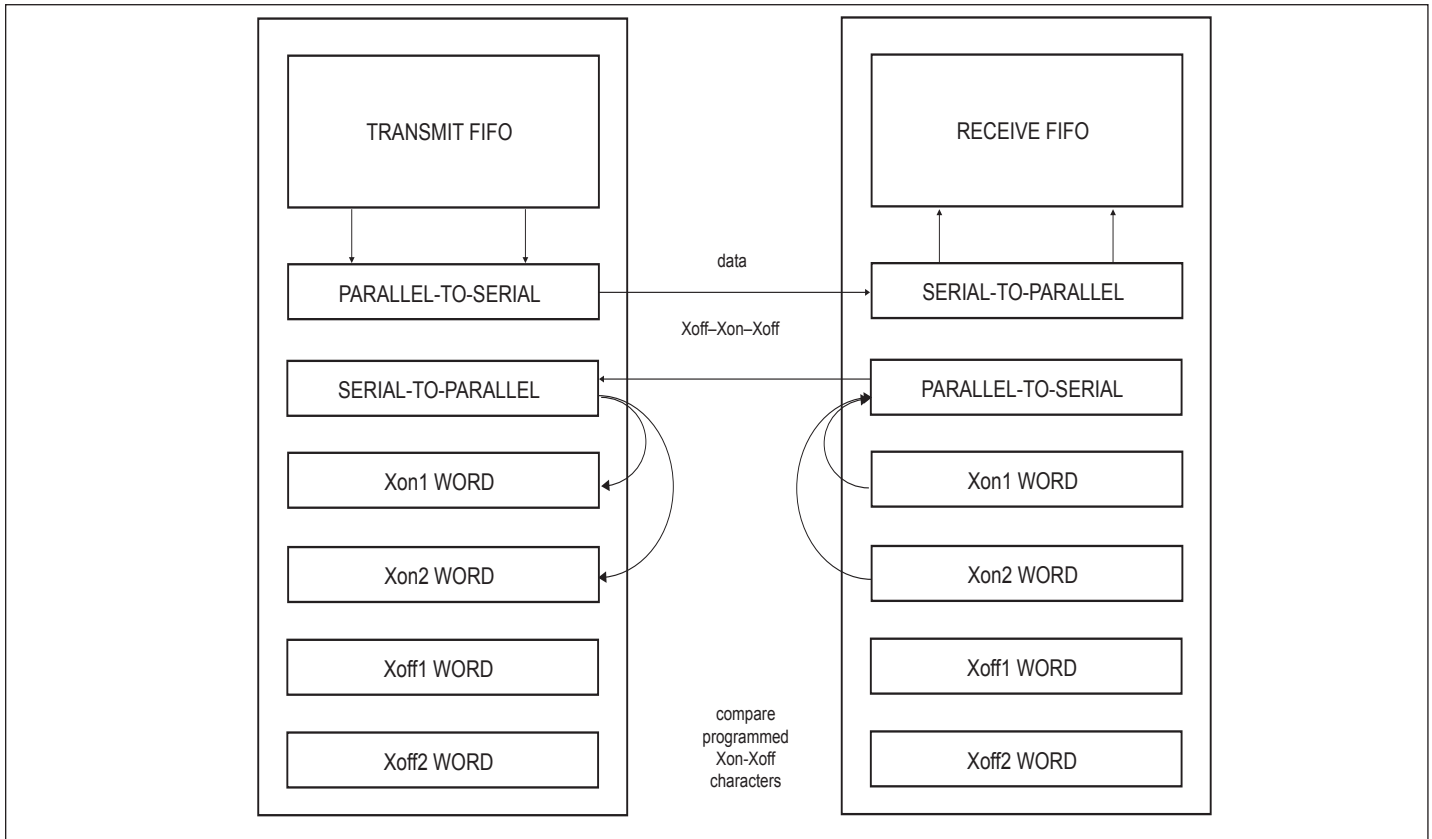 TRANSMIT FIFO
PARALLEL-TO-SERIAL
SERIAL-TO-PARALLEL
Xon1 WORD
Xon2 WORD
Xoff1 WORD
Xoff2 WORD
data
Xoff–Xon–Xoff
compare
programmed
Xon-Xoff
characters
RECEIVE FIFO
SERIAL-TO-PARALLEL
PARALLEL-TO-SERIAL
Xon1 WORD
Xon2 WORD
Xoff1 WORD
Xoff2 WORD